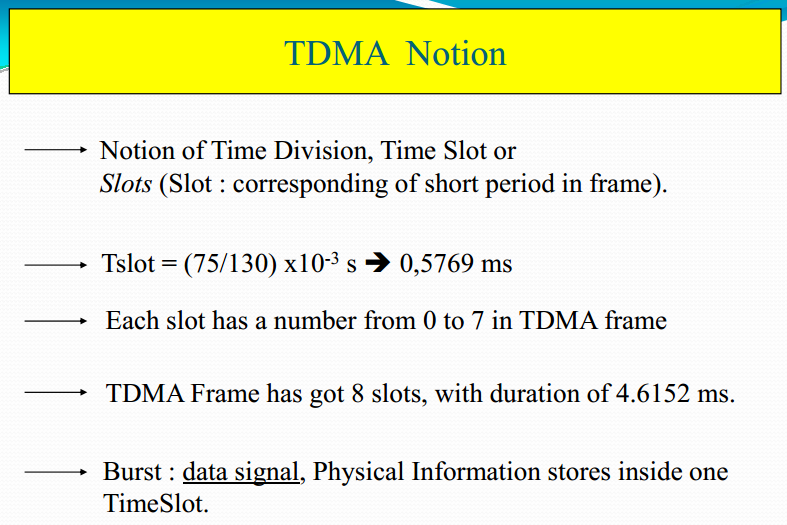 TDMA Notion
Notion of Time Division, Time Slot or
Slots (Slot : corresponding of short period in frame).
Tslot = (75/130) x10⁻³ s ➔ 0,5769 ms
Each slot has a number from 0 to 7 in TDMA frame
TDMA Frame has got 8 slots, with duration of 4.6152 ms.
Burst : data signal, Physical Information stores inside one
TimeSlot.